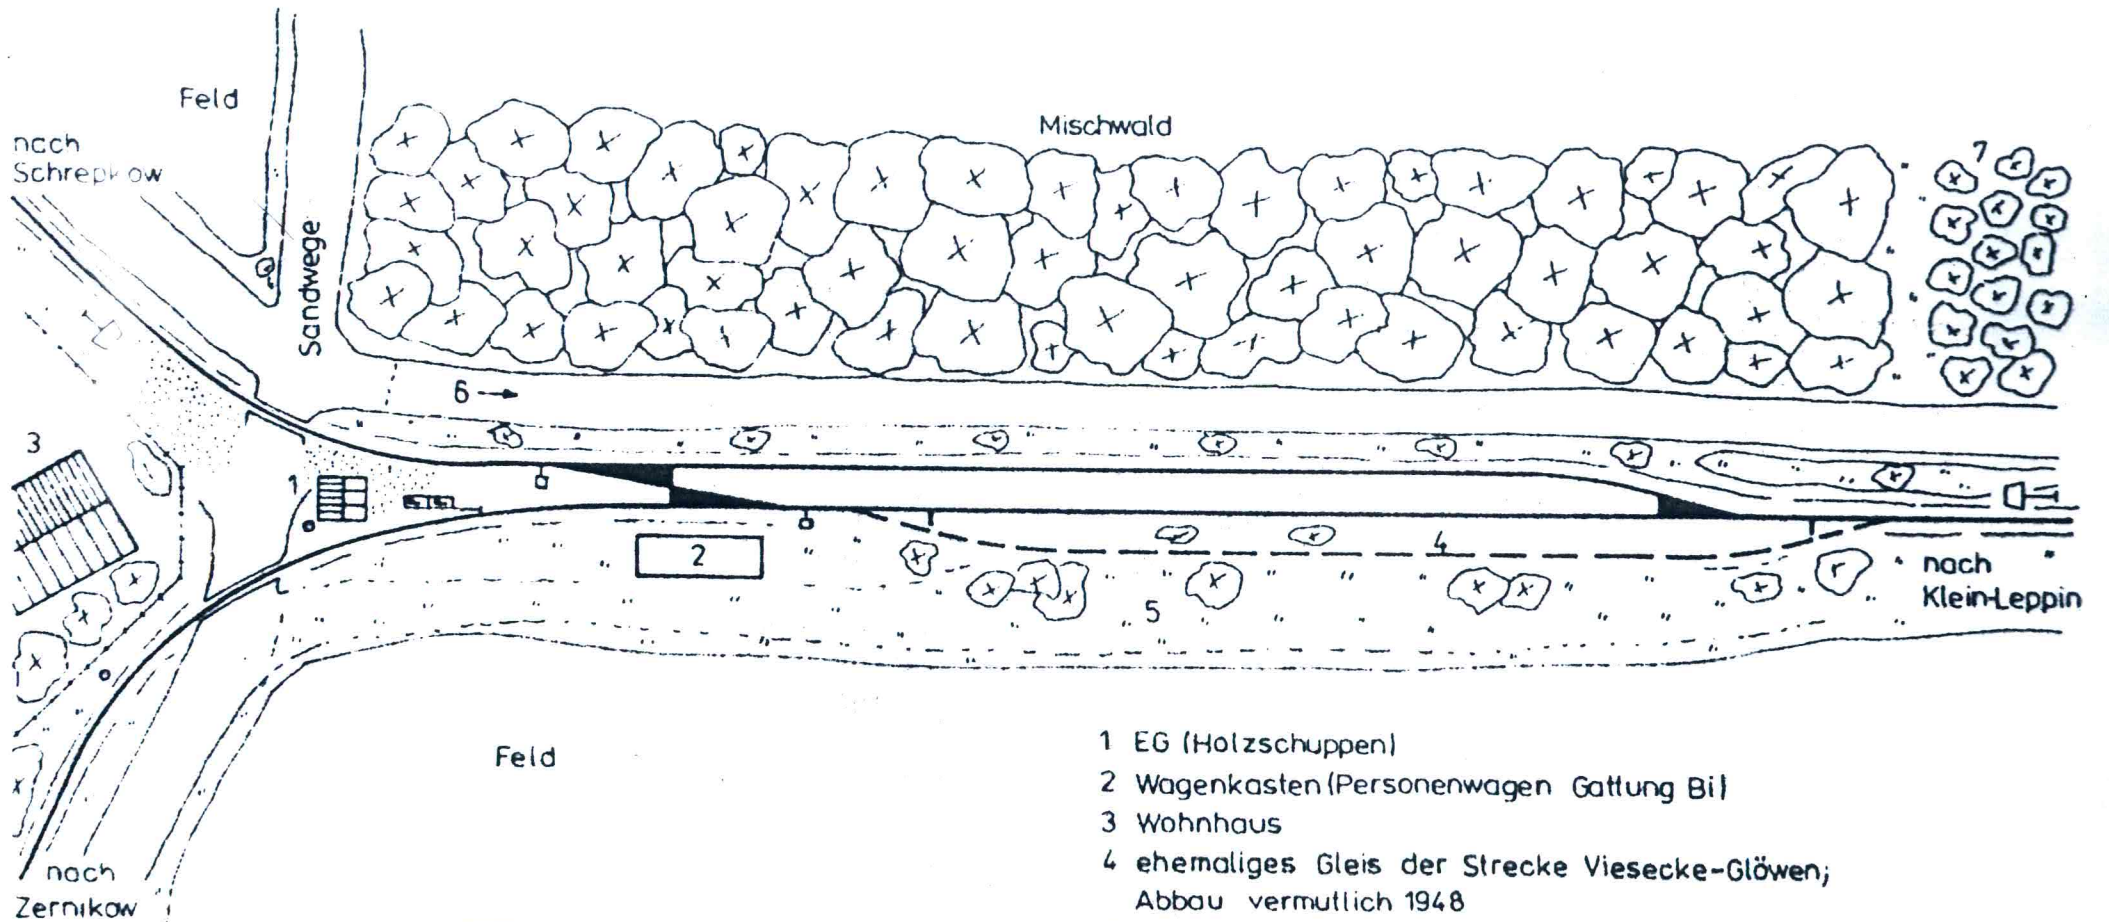 Feld
Mischwald
nach
Schrepkow
Sandwege
7
6
3
1
2
4
5
nach
Klein-Leppin
Feld
nach
Zernikow
1 EG (Holzschuppen)
2 Wagenkasten (Personenwagen Gattung Bi)
3 Wohnhaus
4 ehemaliges Gleis der Strecke Viesecke-Glöwen;
Abbau vermutlich 1948